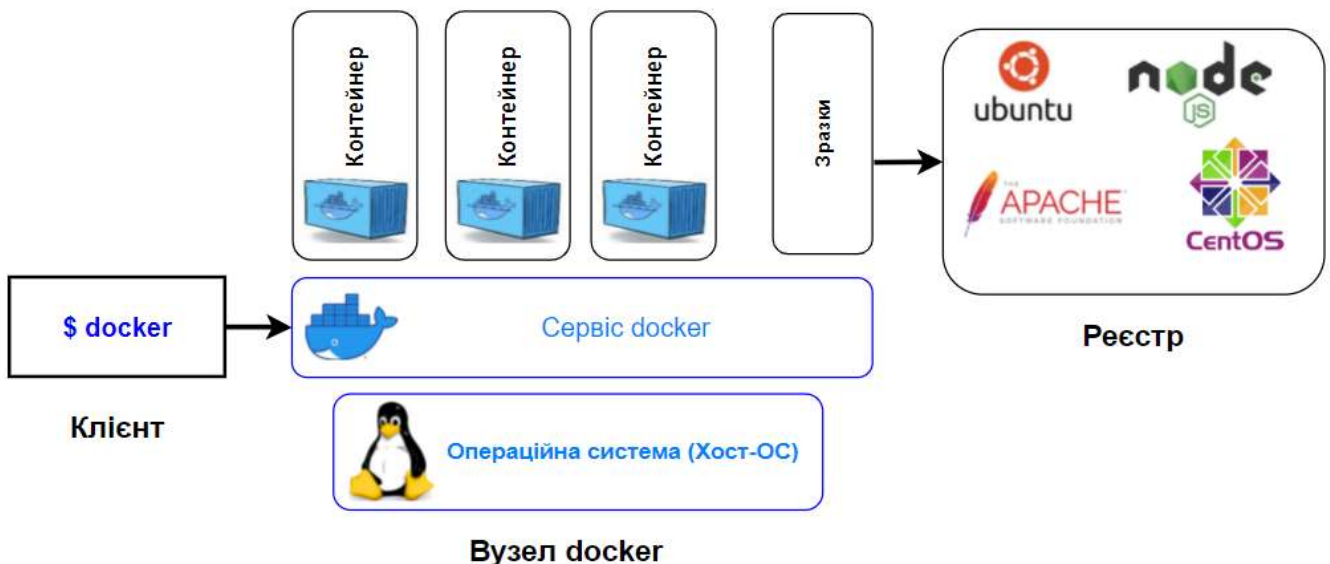 Контейнер
Контейнер
Контейнер
Зразки
ubuntu
node
JS
THE
APACHE
SOFTWARE FOUNDATION
CentOS
Реєстр
$ docker
Клієнт
Сервіс docker
Операційна система (Хост-ОС)
Вузел docker